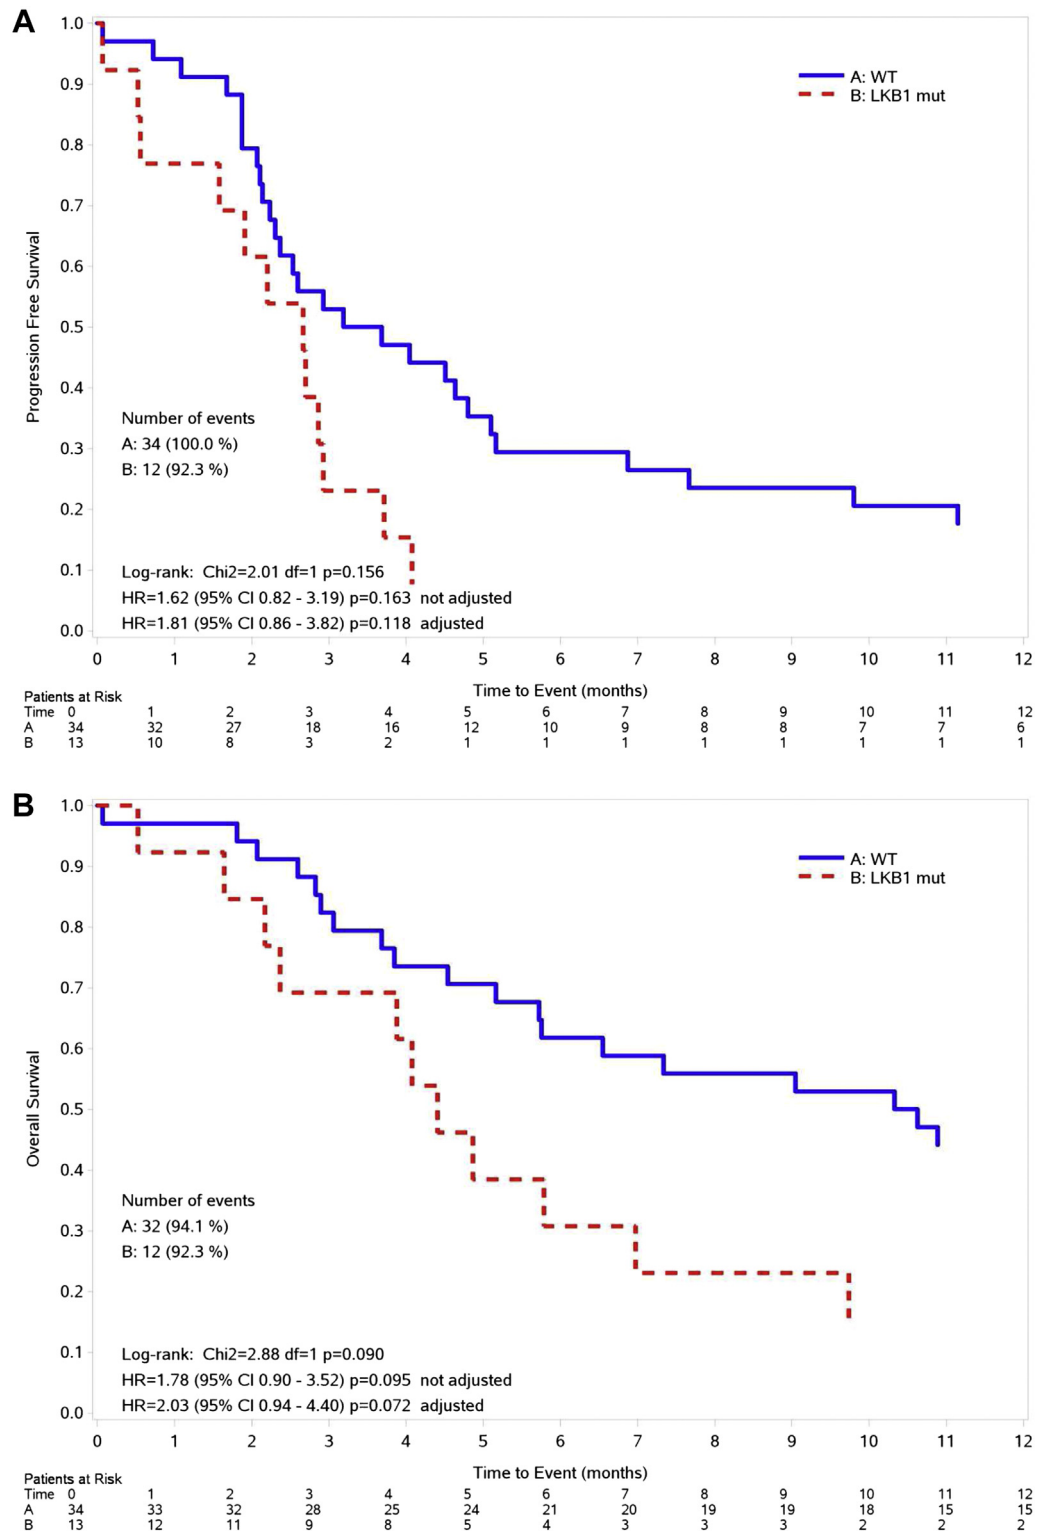 A
1.0
0.9
0.8
0.7
0.6
0.5
0.4
0.3
0.2
0.1
0.0
Progression Free Survival
A: WT
B: LKB1 mut
Number of events
A: 34 (100.0 %)
B: 12 (92.3 %)
Log-rank: Chi2=2.01 df=1 p=0.156
HR=1.62 (95% CI 0.82 - 3.19) p=0.163 not adjusted
HR=1.81 (95% CI 0.86 - 3.82) p=0.118 adjusted
0 1 2 3 4 5 6 7 8 9 10 11 12
Time to Event (months)
Patients at Risk
Time 0 1 2 3 4 5 6 7 8 9 10 11 12
A 34 32 27 18 16 12 10 9 8 8 7 7 6
B 13 10 8 3 2 1 1 1 1 1 1 1 1
B
1.0
0.9
0.8
0.7
0.6
0.5
0.4
0.3
0.2
0.1
0.0
Overall Survival
A: WT
B: LKB1 mut
Number of events
A: 32 (94.1 %)
B: 12 (92.3 %)
Log-rank: Chi2=2.88 df=1 p=0.090
HR=1.78 (95% CI 0.90 - 3.52) p=0.095 not adjusted
HR=2.03 (95% CI 0.94 - 4.40) p=0.072 adjusted
0 1 2 3 4 5 6 7 8 9 10 11 12
Time to Event (months)
Patients at Risk
Time 0 1 2 3 4 5 6 7 8 9 10 11 12
A 34 33 32 28 25 24 21 20 19 19 18 15 15
B 13 12 11 9 8 5 4 3 3 3 2 2 2